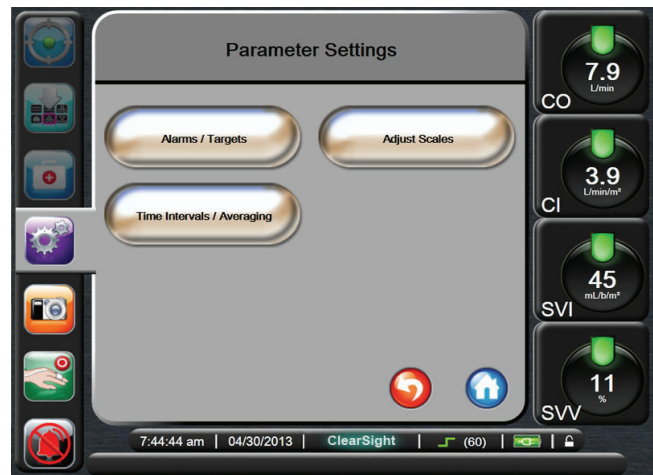 Parameter Settings
Alarms / Targets
Adjust Scales
Time Intervals / Averaging
7.9
L/min
CO
3.9
L/min/m²
CI
45
mL/b/m²
SVI
11
%
SVV
7:44:44 am | 04/30/2013 | ClearSight | (60)